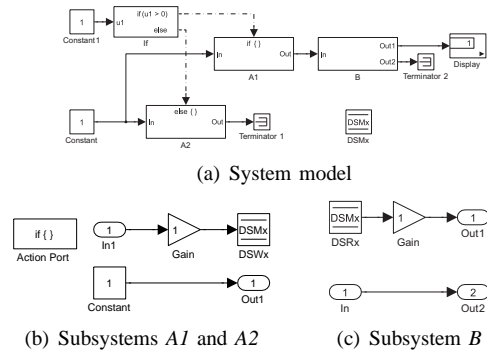 1
Constant1
u1
if(u1 > 0)
else
If
In
if { }
Out
A1
In
Out1
Out2
B
1
Display
Terminator 2
1
Constant
In
else { }
Out
A2
Terminator 1
DSMx
DSMx
(a) System model
if { }
Action Port
1
In1
1
Gain
DSMx
DSWx
1
Constant
1
Out1
(b) Subsystems A1 and A2
DSMx
DSRx
1
Gain
1
Out1
1
In
2
Out2
(c) Subsystem B